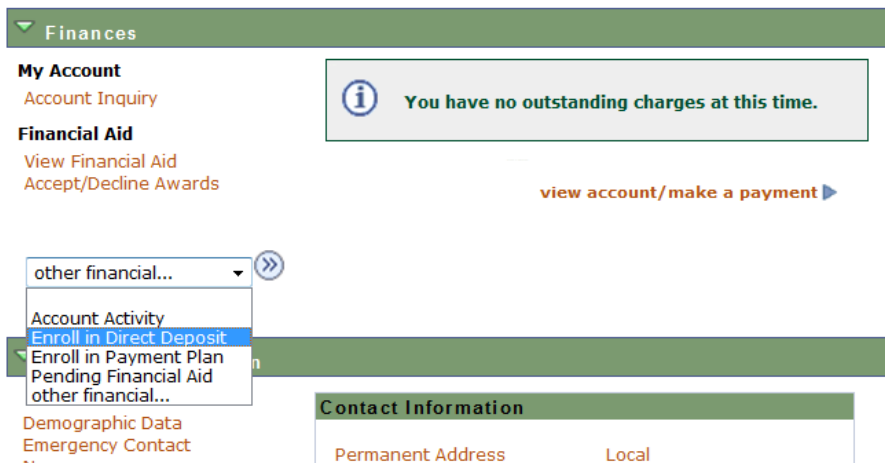 Finances
My Account
Account Inquiry
You have no outstanding charges at this time.
Financial Aid
View Financial Aid
Accept/Decline Awards
view account/make a payment
other financial...
Account Activity
Enroll in Direct Deposit
Enroll in Payment Plan
Pending Financial Aid
other financial...
Demographic Data
Emergency Contact
Contact Information
Permanent Address
Local